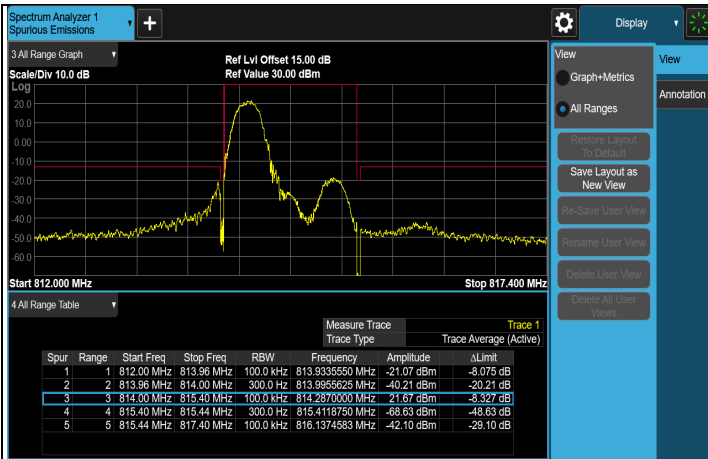 Spectrum Analyzer 1
Spurious Emissions
Display
3 All Range Graph
Ref Lvl Offset 15.00 dB
Scale/Div 10.0 dB
Ref Value 30.00 dBm
Log
20.0
10.0
0.00
-10.0
-20.0
-30.0
-40.0
-50.0
-60.0
Start 812.000 MHz
Stop 817.400 MHz
4 All Range Table
Measure Trace Trace 1
Trace Type Trace Average (Active)
Spur Range Start Freq Stop Freq RBW Frequency Amplitude ΔLimit
1 1 812.00 MHz 813.96 MHz 100.0 kHz 813.9335550 MHz -21.07 dBm -8.075 dB
2 2 813.96 MHz 814.00 MHz 300.0 Hz 813.9955625 MHz -40.21 dBm -20.21 dB
3 3 814.00 MHz 815.40 MHz 100.0 kHz 814.2870000 MHz 21.67 dBm -8.327 dB
4 4 815.40 MHz 815.44 MHz 300.0 Hz 815.4118750 MHz -68.63 dBm -48.63 dB
5 5 815.44 MHz 817.40 MHz 100.0 kHz 816.1374583 MHz -42.10 dBm -29.10 dB
View
Graph+Metrics
All Ranges
Restore Layout
To Default
Save Layout as
New View
Re-Save User View
Rename User View
Delete User View
Delete All User
Views
View
Annotation